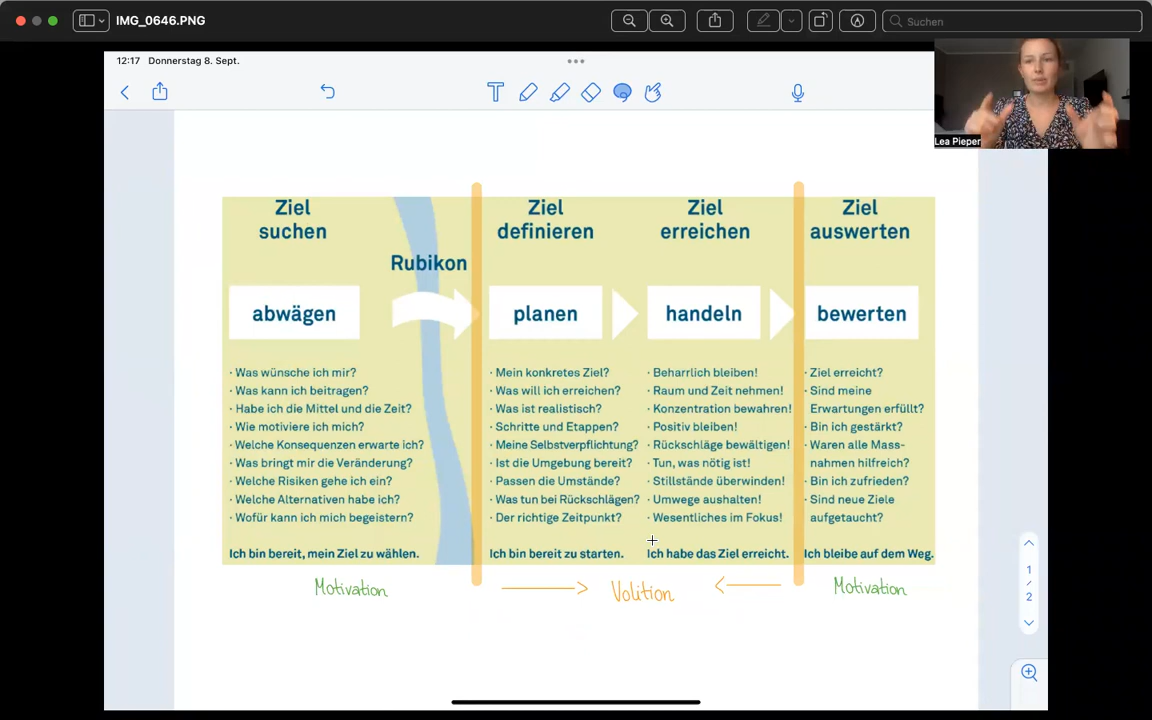 IMG_0646.PNG
Suchen
12:17 Donnerstag 8. Sept.
Lea Pieper
Ziel
suchen
Rubikon
abwägen
· Was wünsche ich mir?
· Was kann ich beitragen?
· Habe ich die Mittel und die Zeit?
· Wie motiviere ich mich?
· Welche Konsequenzen erwarte ich?
· Was bringt mir die Veränderung?
· Welche Risiken gehe ich ein?
· Welche Alternativen habe ich?
· Wofür kann ich mich begeistern?
Ich bin bereit, mein Ziel zu wählen.
Motivation
Ziel
definieren
planen
· Mein konkretes Ziel?
· Was will ich erreichen?
· Was ist realistisch?
· Schritte und Etappen?
· Meine Selbstverpflichtung?
· Ist die Umgebung bereit?
· Passen die Umstände?
· Was tun bei Rückschlägen?
· Der richtige Zeitpunkt?
Ich bin bereit zu starten.
Ziel
erreichen
handeln
· Beharrlich bleiben!
· Raum und Zeit nehmen!
· Konzentration bewahren!
· Positiv bleiben!
· Rückschläge bewältigen!
· Tun, was nötig ist!
· Stillstände überwinden!
· Umwege aushalten!
· Wesentliches im Fokus!
Ich habe das Ziel erreicht.
Volition
Ziel
auswerten
bewerten
· Ziel erreicht?
· Sind meine
Erwartungen erfüllt?
· Bin ich gestärkt?
· Waren alle Mass-
nahmen hilfreich?
· Bin ich zufrieden?
· Sind neue Ziele
aufgetaucht?
Ich bleibe auf dem Weg.
Motivation
1
/
2